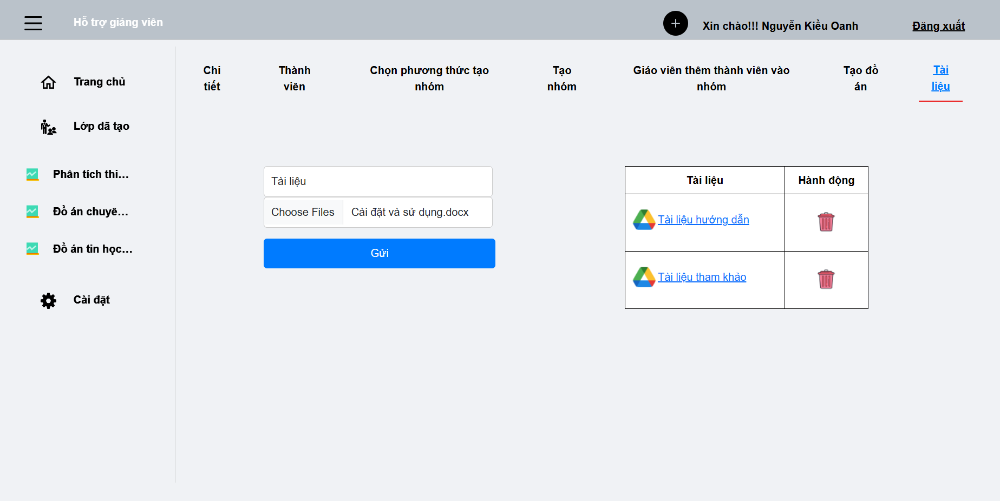 Hỗ trợ giảng viên
Xin chào!!! Nguyễn Kiều Oanh
Đăng xuất
Trang chủ
Lớp đã tạo
Phân tích thi...
Đồ án chuyê...
Đồ án tin học...
Cài đặt
Chi
tiết
Thành
viên
Chọn phương thức tạo
nhóm
Tạo
nhóm
Giáo viên thêm thành viên vào
nhóm
Tạo đồ
án
Tài
liệu
Tài liệu
Choose Files Cài đặt và sử dụng.docx
Gửi
Tài liệu Hành động
Tài liệu hướng dẫn
Tài liệu tham khảo